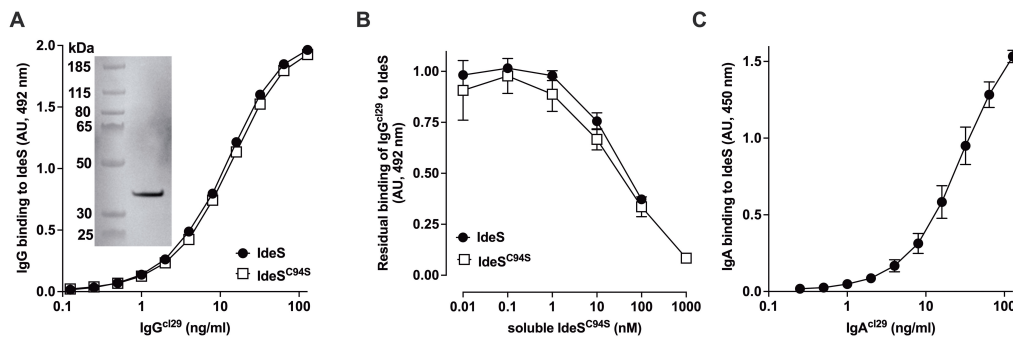 A
IgG binding to IdeS (AU, 492 nm)
2.0
1.5
1.0
0.5
0.0
kDa
185
115
80
65
50
30
25
IdeS
IdeS^C94S
0.1
1
10
100
IgG^cl29 (ng/ml)
B
Residual binding of IgG^cl29 to IdeS
(AU, 492 nm)
1.00
0.75
0.50
0.25
0.00
IdeS
IdeS^C94S
0.01
0.1
1
10
100
1000
soluble IdeS^C94S (nM)
C
IgA binding to IdeS (AU, 450 nm)
1.5
1.0
0.5
0.0
0.1
1
10
100
IgA^cl29 (ng/ml)